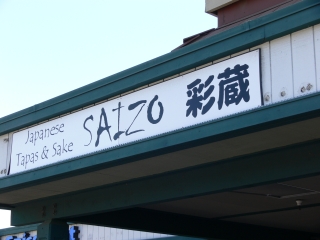 Japanese
Tapas & Sake
SAIZO 彩蔵